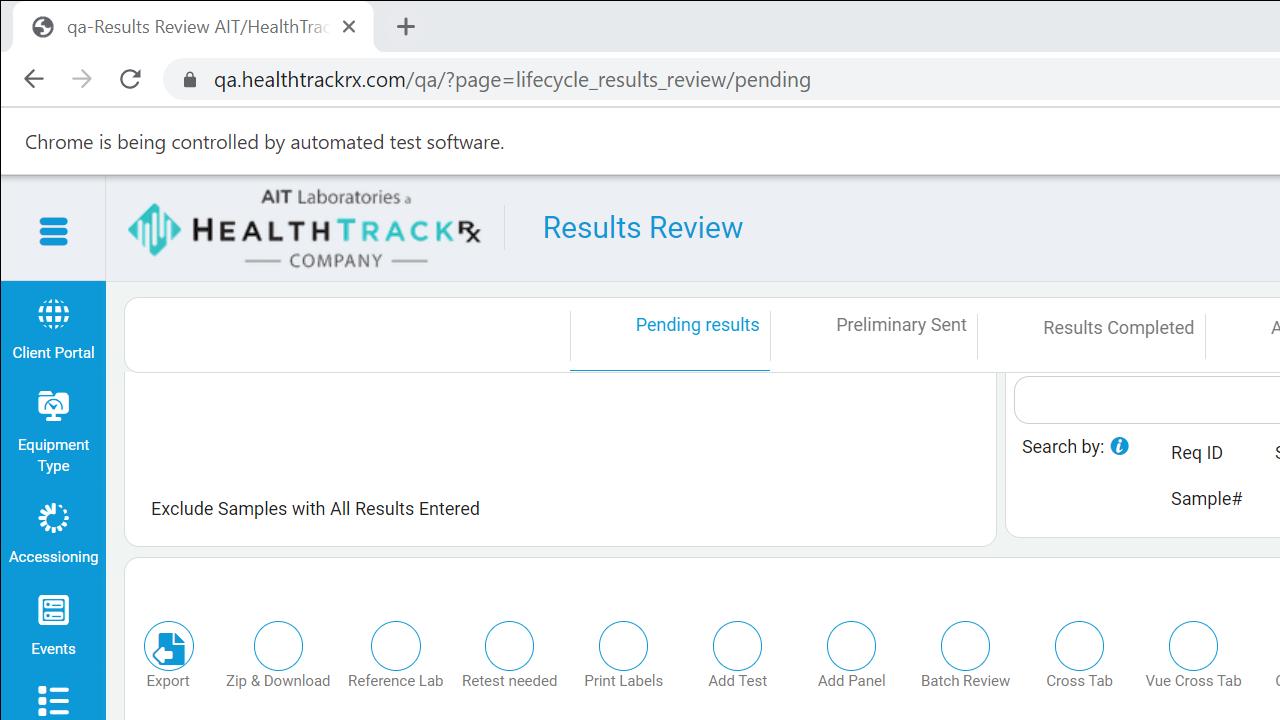 qa-Results Review AIT/HealthTrac
qa.healthtrackrx.com/qa/?page=lifecycle_results_review/pending
Chrome is being controlled by automated test software.
AIT Laboratories a
HEALTHTRACKRx
COMPANY
Results Review
Pending results
Preliminary Sent
Results Completed
Client Portal
Equipment
Type
Accessioning
Events
Search by:
Req ID
Sample#
Exclude Samples with All Results Entered
Export
Zip & Download
Reference Lab
Retest needed
Print Labels
Add Test
Add Panel
Batch Review
Cross Tab
Vue Cross Tab